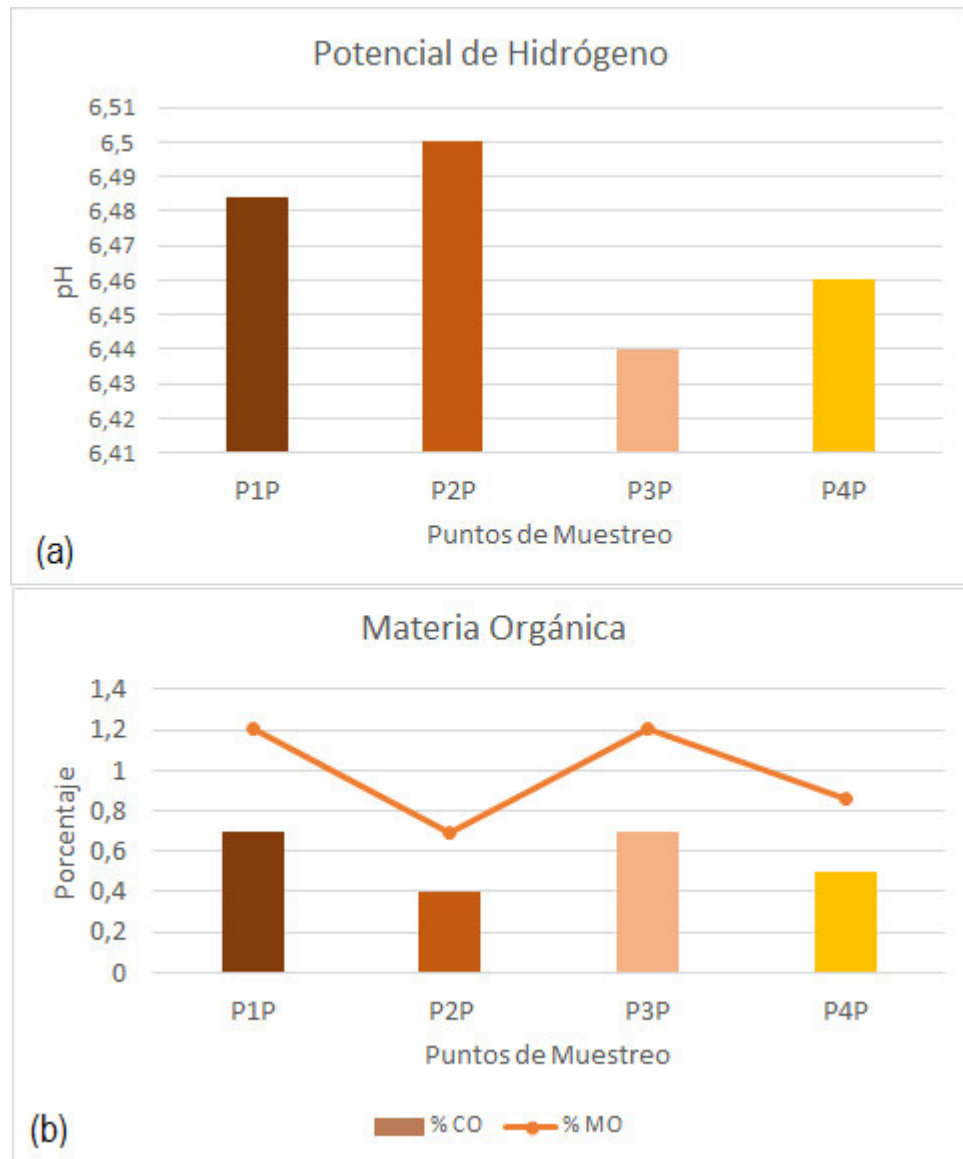 Potencial de Hidrógeno
6,51
6,5
6,49
6,48
6,47
6,46
6,45
6,44
6,43
6,42
6,41
pH
P1P P2P P3P P4P
Puntos de Muestreo
(a)
Materia Orgánica
1,4
1,2
1
0,8
0,6
0,4
0,2
0
Porcentaje
P1P P2P P3P P4P
Puntos de Muestreo
(b)
% CO % MO